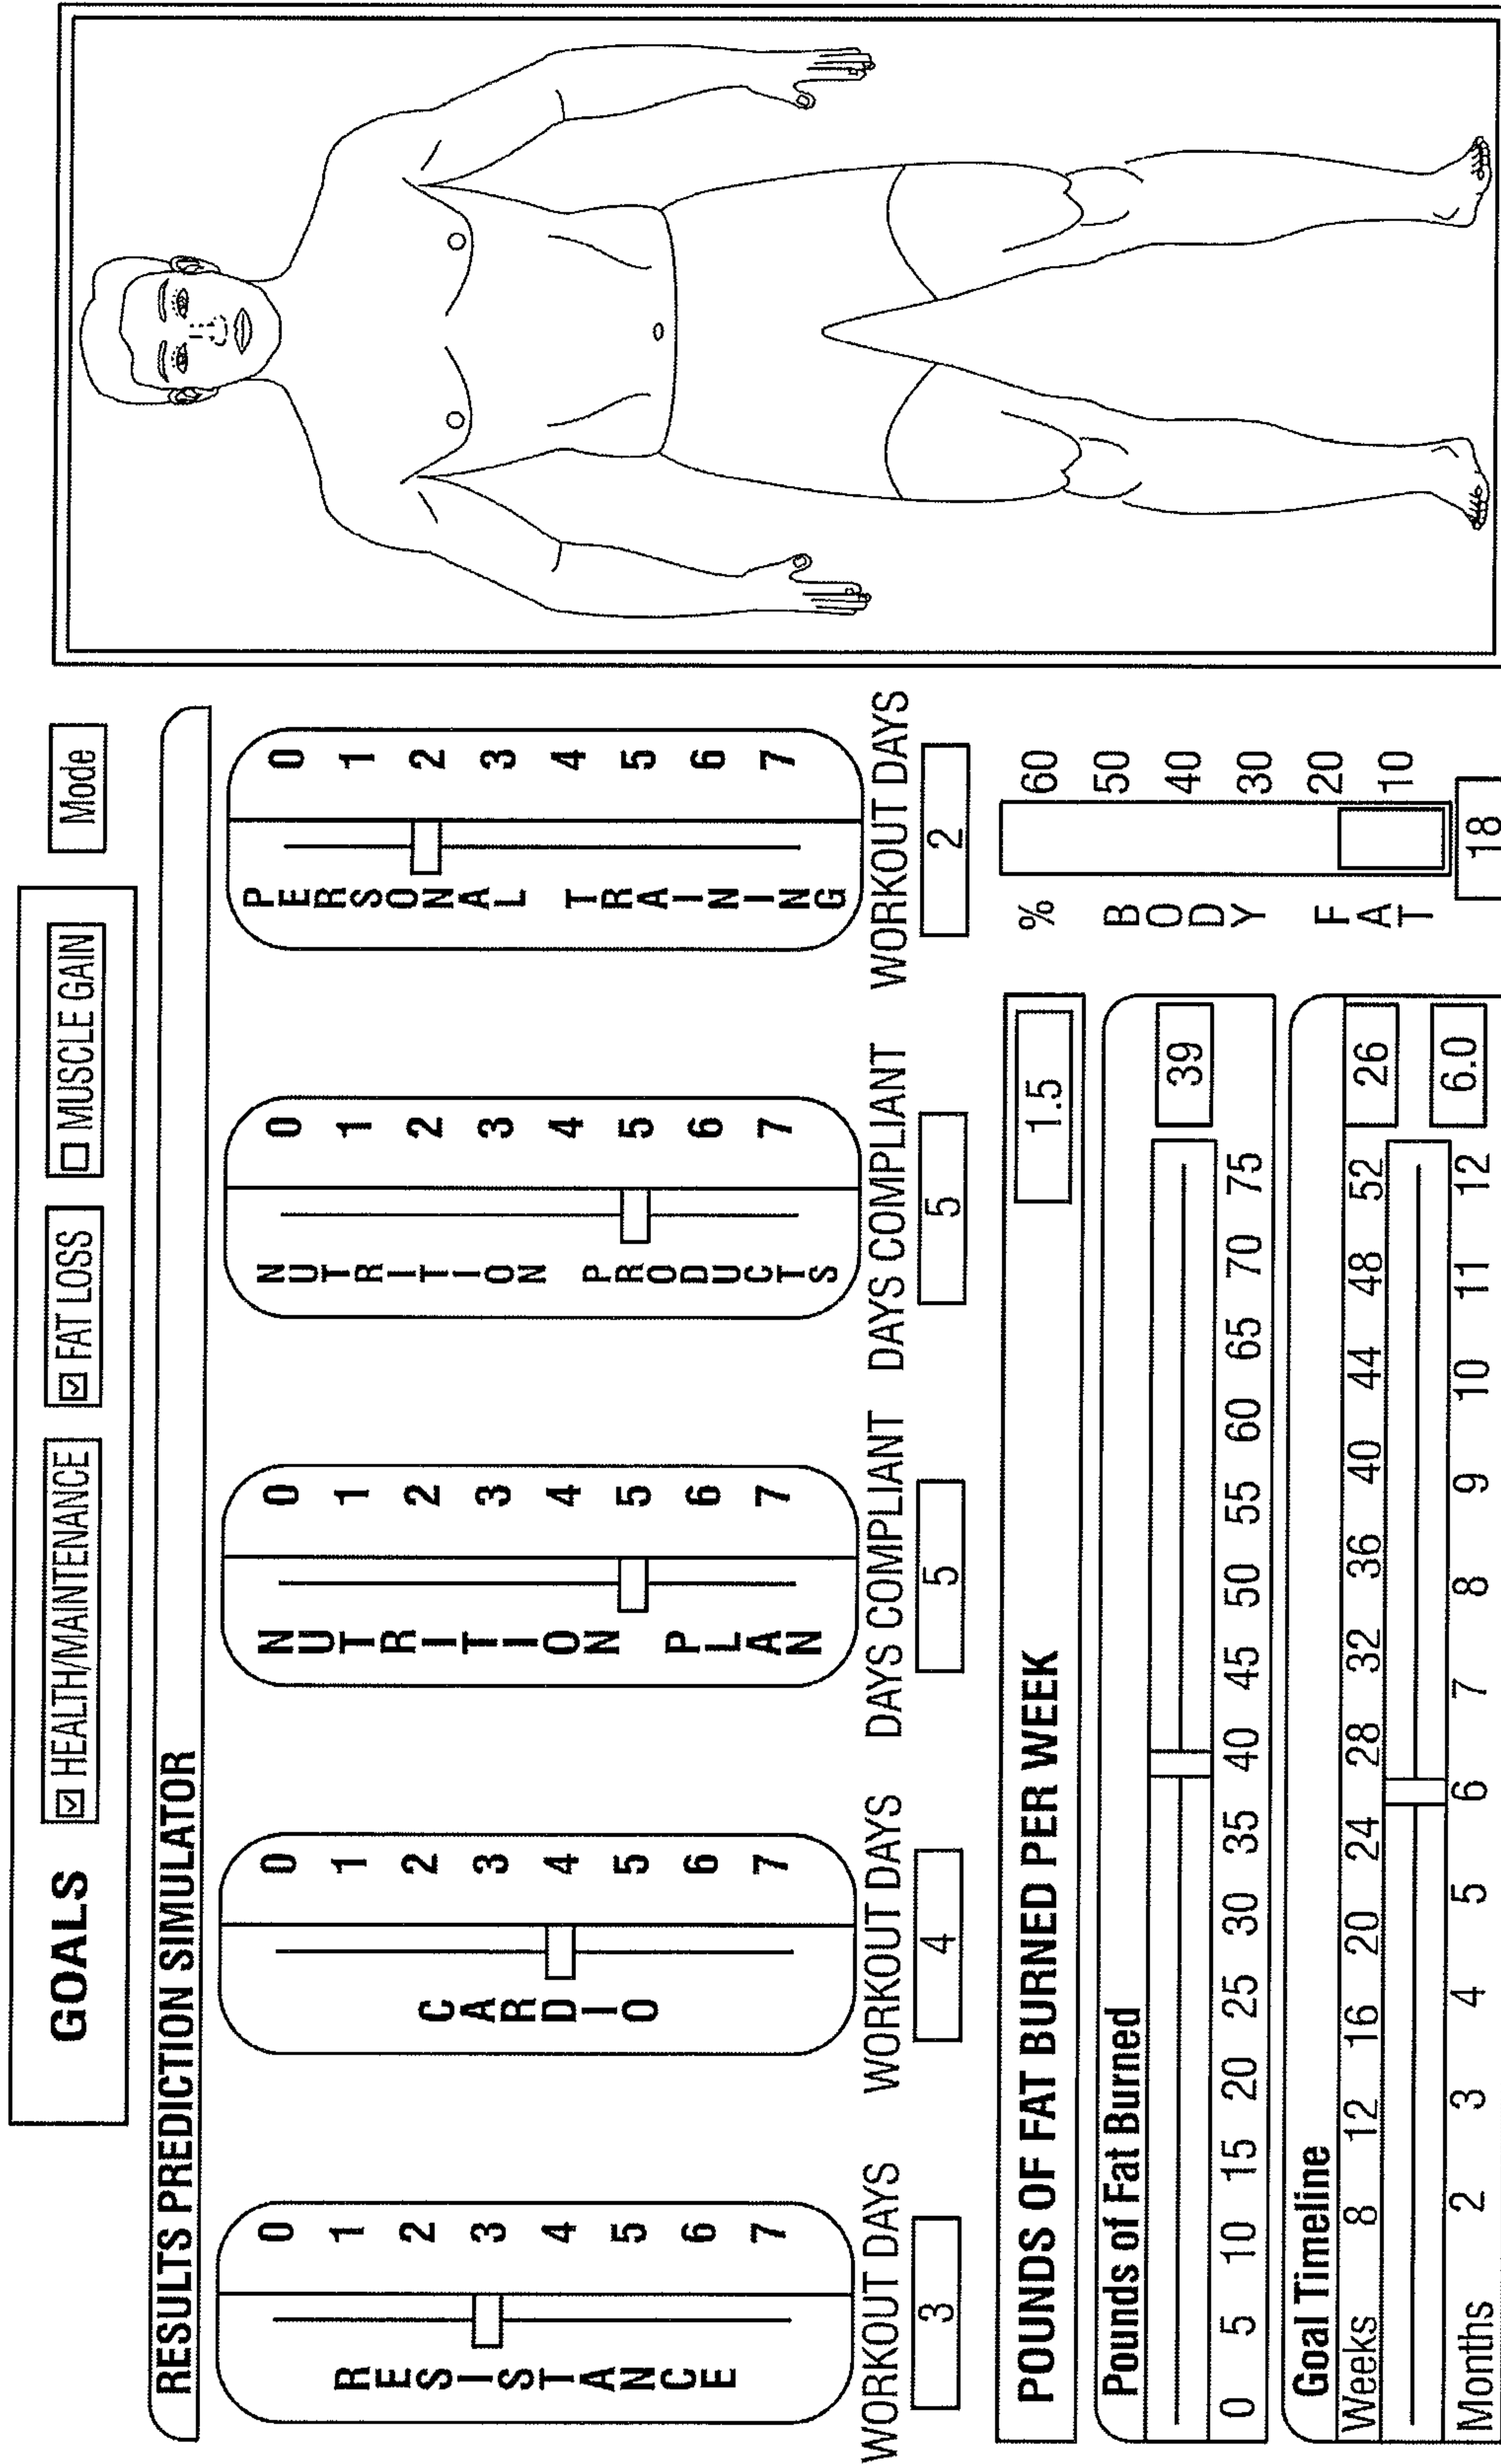 GOALS
HEALTH/MAINTENANCE
FAT LOSS
MUSCLE GAIN
Mode
RESULTS PREDICTION SIMULATOR
RESISTANCE
0
1
2
3
4
5
6
7
WORKOUT DAYS
3
CARDIO
0
1
2
3
4
5
6
7
WORKOUT DAYS
4
NUTRITION PLAN
0
1
2
3
4
5
6
7
DAYS COMPLIANT
5
NUTRITION PRODUCTS
0
1
2
3
4
5
6
7
DAYS COMPLIANT
5
PERSONAL TRAINING
0
1
2
3
4
5
6
7
WORKOUT DAYS
2
POUNDS OF FAT BURNED PER WEEK 1.5
Pounds of Fat Burned
39
0 5 10 15 20 25 30 35 40 45 50 55 60 65 70 75
Goal Timeline
Weeks 8 12 16 20 24 28 32 36 40 44 48 52
26
Months 2 3 4 5 6 7 8 9 10 11 12
6.0
% BODY FAT
60
50
40
30
20
10
18